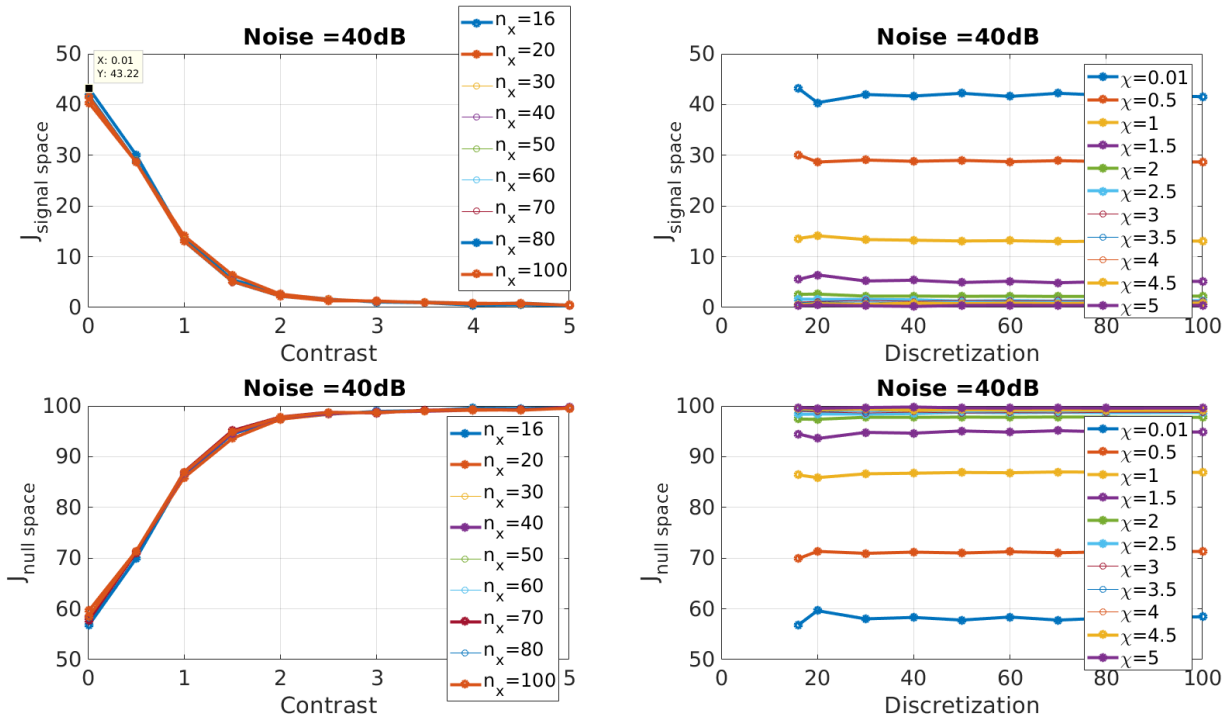 Noise =40dB
50
40
30
20
10
0
J signal space
X: 0.01
Y: 43.22
n_x=16
n_x=20
n_x=30
n_x=40
n_x=50
n_x=60
n_x=70
n_x=80
n_x=100
0 1 2 3 4 5
Contrast
Noise =40dB
50
40
30
20
10
0
J signal space
χ=0.01
χ=0.5
χ=1
χ=1.5
χ=2
χ=2.5
χ=3
χ=3.5
χ=4
χ=4.5
χ=5
0 20 40 60 80 100
Discretization
Noise =40dB
100
90
80
70
60
50
J null space
n_x=16
n_x=20
n_x=30
n_x=40
n_x=50
n_x=60
n_x=70
n_x=80
n_x=100
0 1 2 3 4 5
Contrast
Noise =40dB
100
90
80
70
60
50
J null space
χ=0.01
χ=0.5
χ=1
χ=1.5
χ=2
χ=2.5
χ=3
χ=3.5
χ=4
χ=4.5
χ=5
0 20 40 60 80 100
Discretization